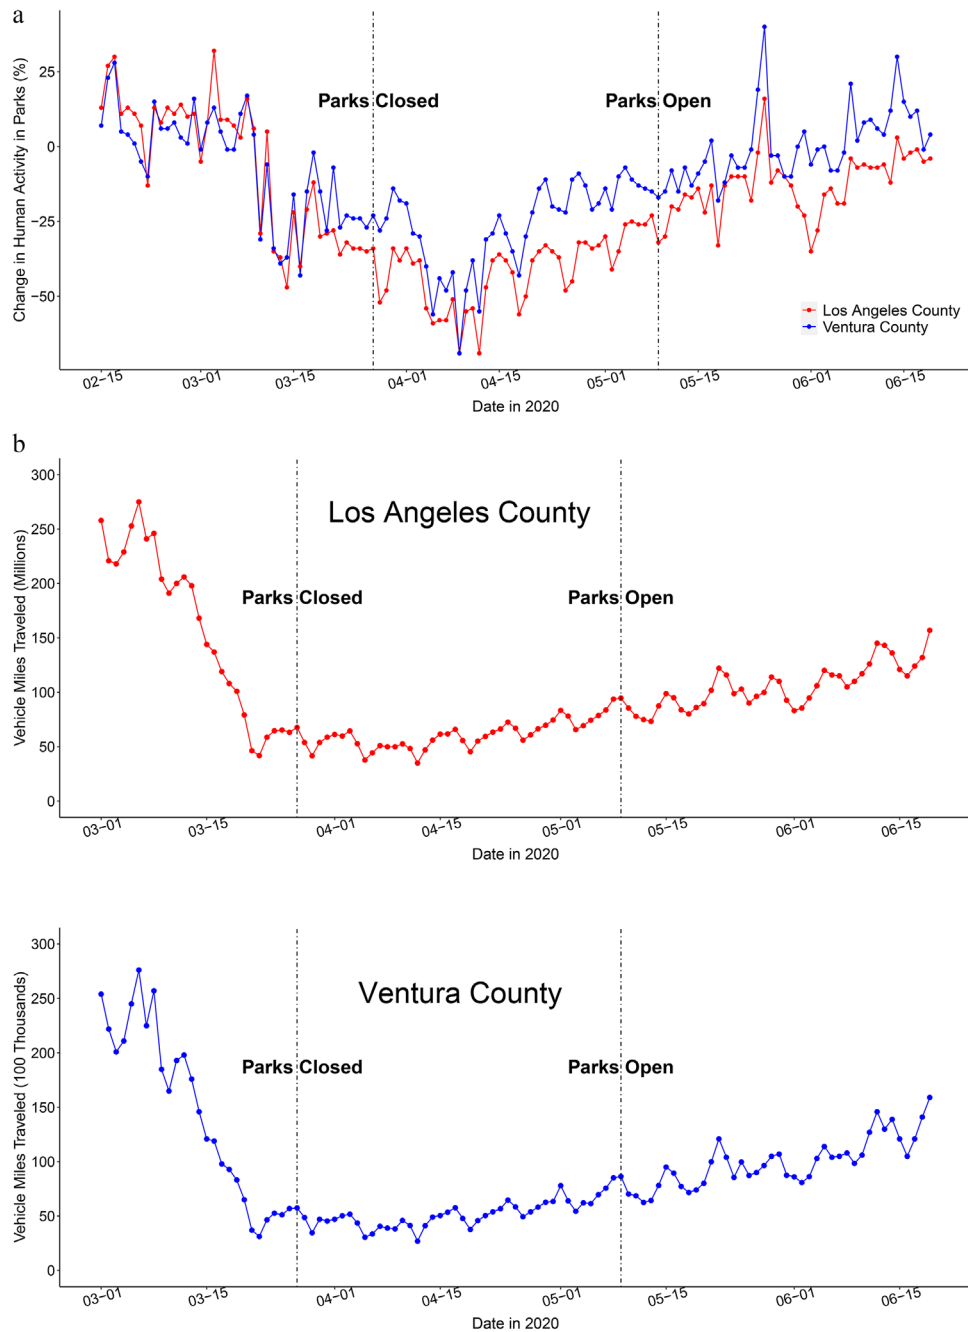 a
Change in Human Activity in Parks (%)
25
0
−25
−50
Parks Closed
Parks Open
Los Angeles County
Ventura County
02−15
03−01
03−15
04−01
04−15
05−01
05−15
06−01
06−15
Date in 2020
b
Vehicle Miles Traveled (Millions)
300
250
200
150
100
50
0
Los Angeles County
Parks Closed
Parks Open
03−01
03−15
04−01
04−15
05−01
05−15
06−01
06−15
Date in 2020
Vehicle Miles Traveled (100 Thousands)
300
250
200
150
100
50
0
Ventura County
Parks Closed
Parks Open
03−01
03−15
04−01
04−15
05−01
05−15
06−01
06−15
Date in 2020